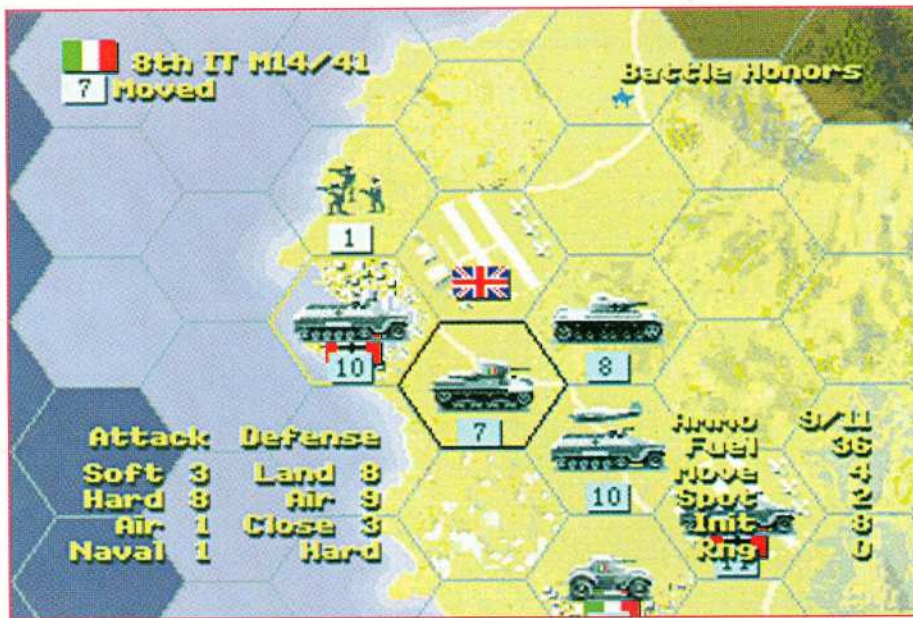 8th IT M14/41
Battle Honors
7 Moved
1
10
8
7
10
11
Attack Defense
Soft 3 Land 8
Hard 8 Air 9
Air 1 Close 3
Naval 1 Hard
Ammo 9/11
Fuel 36
Move 4
Spot 2
Init 8
Rng 0